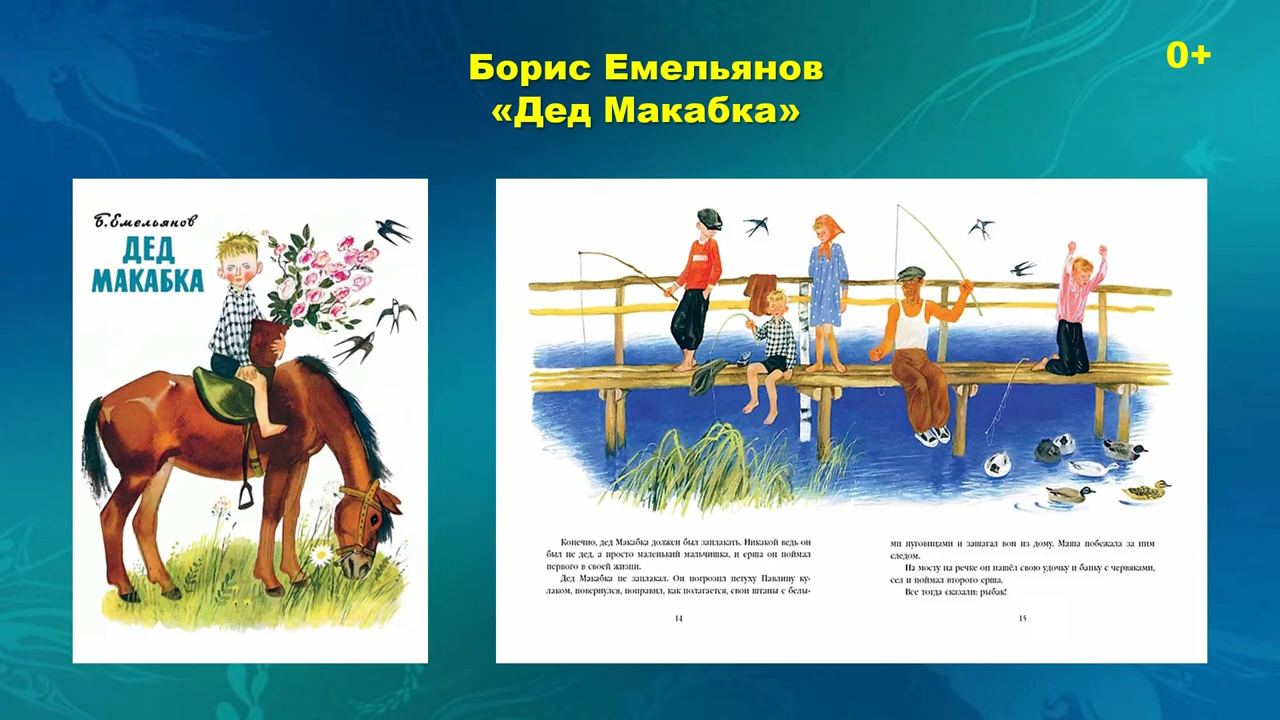 Борис Емельянов
«Дед Макабка»
0+
Б. Емельянов
ДЕД
МАКАБКА
Конечно, дед Макабка должен был заплакать. Никакой ведь он
был не дед, а просто маленький мальчишка, и ерша он поймал
первого в своей жизни.
Дед Макабка не заплакал. Он погрозил петуху Павлину ку-
лаком, повернулся, поправил, как полагается, свои штаны с белы-
14
ми пуговицами и зашагал вон из дому. Маша побежала за ним
следом.
На мосту на речке он нашёл свою удочку и банку с червяками,
сел и поймал второго ерша.
Все тогда сказали: рыбак!
15